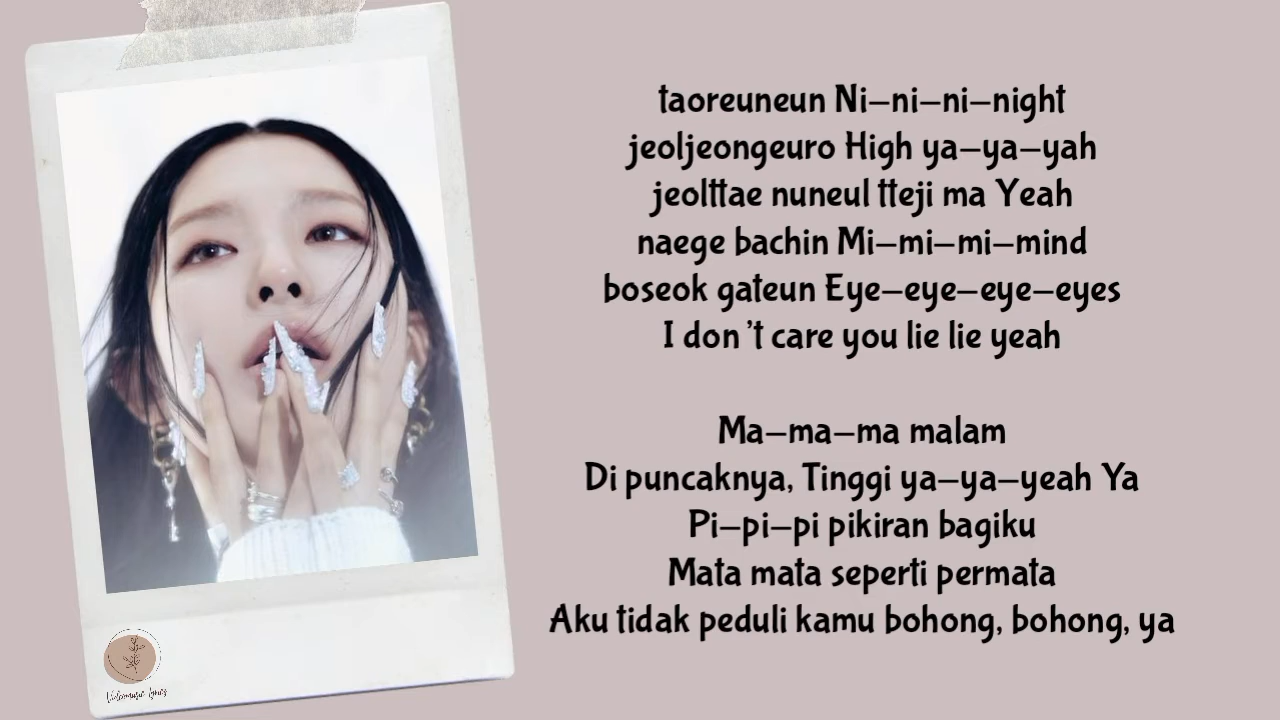 taoreuneun Ni-ni-ni-night
jeoljeongeuro High ya-ya-yah
jeolttae nuneul tteji ma Yeah
naege bachin Mi-mi-mi-mind
boseok gateun Eye-eye-eye-eyes
I don't care you lie lie yeah
Ma-ma-ma malam
Di puncaknya, Tinggi ya-ya-yeah Ya
Pi-pi-pi pikiran bagiku
Mata mata seperti permata
Aku tidak peduli kamu bohong, bohong, ya